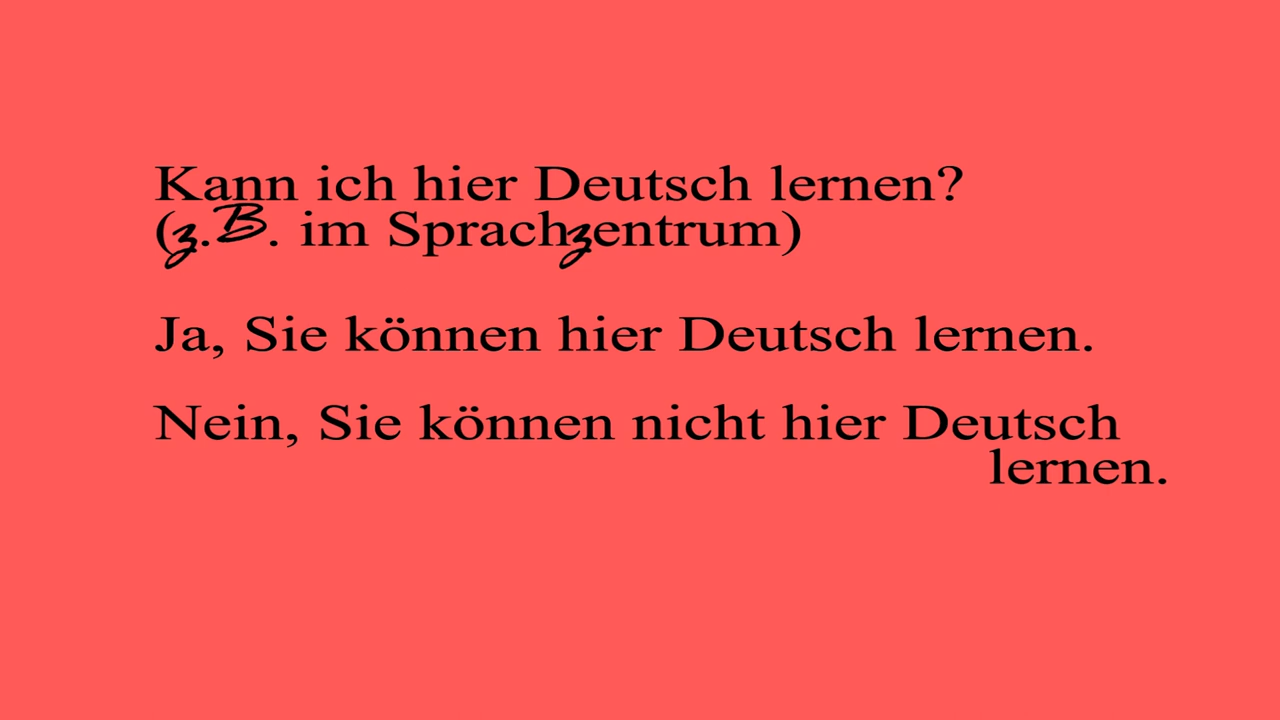 Kann ich hier Deutsch lernen?
(z.B. im Sprachzentrum)
Ja, Sie können hier Deutsch lernen.
Nein, Sie können nicht hier Deutsch
lernen.